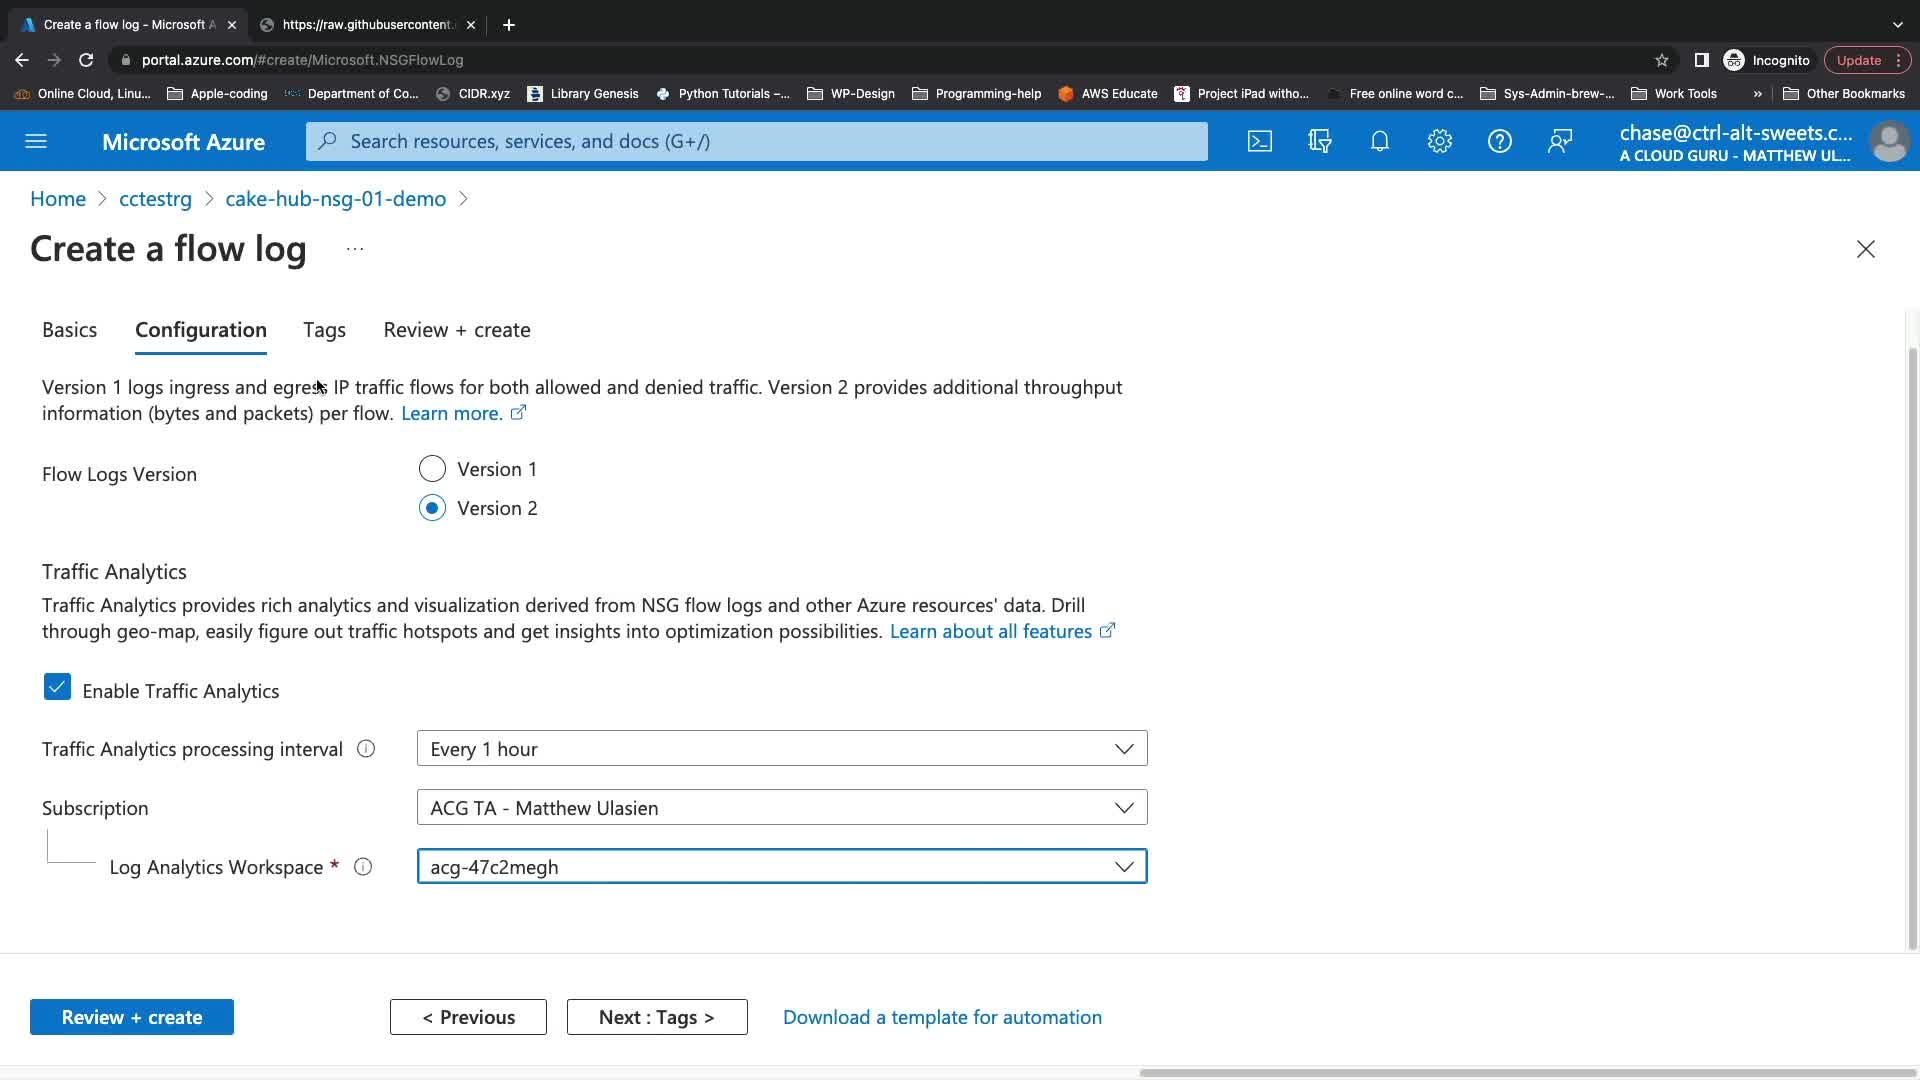 Create a flow log - Microsoft A
https://raw.githubusercontent.
portal.azure.com/#create/Microsoft.NSGFlowLog
Incognito
Update
Online Cloud, Linu...
Apple-coding
Department of Co...
CIDR.xyz
Library Genesis
Python Tutorials –...
WP-Design
Programming-help
AWS Educate
Project iPad witho...
Free online word c...
Sys-Admin-brew-...
Work Tools
»
Other Bookmarks
Microsoft Azure
Search resources, services, and docs (G+/)
chase@ctrl-alt-sweets.c...
A CLOUD GURU - MATTHEW UL...
Home > cctestrg > cake-hub-nsg-01-demo >
Create a flow log ...
Basics
Configuration
Tags
Review + create
Version 1 logs ingress and egress IP traffic flows for both allowed and denied traffic. Version 2 provides additional throughput
information (bytes and packets) per flow. Learn more.
Flow Logs Version
Version 1
Version 2
Traffic Analytics
Traffic Analytics provides rich analytics and visualization derived from NSG flow logs and other Azure resources' data. Drill
through geo-map, easily figure out traffic hotspots and get insights into optimization possibilities. Learn about all features
Enable Traffic Analytics
Traffic Analytics processing interval
Every 1 hour
Subscription
ACG TA - Matthew Ulasien
Log Analytics Workspace *
acg-47c2megh
Review + create
< Previous
Next : Tags >
Download a template for automation